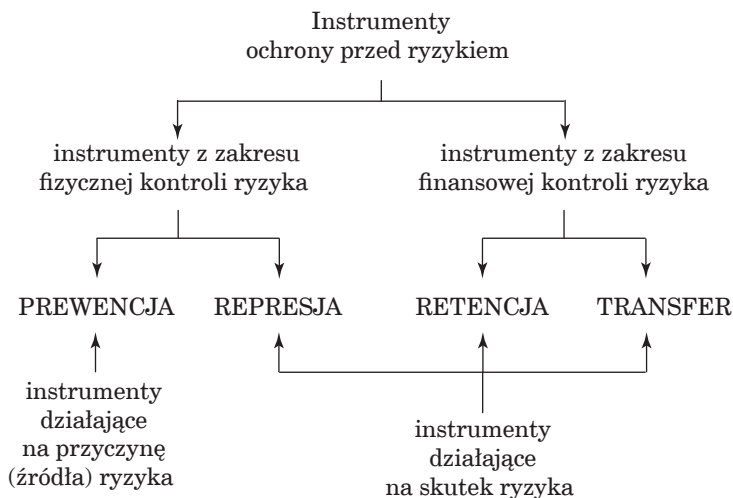 Instrumenty
ochrony przed ryzykiem
instrumenty z zakresu
fizycznej kontroli ryzyka
instrumenty z zakresu
finansowej kontroli ryzyka
PREWENCJA
REPRESJA
RETENCJA
TRANSFER
instrumenty
działające
na przyczynę
(źródła) ryzyka
instrumenty
działające
na skutek ryzyka